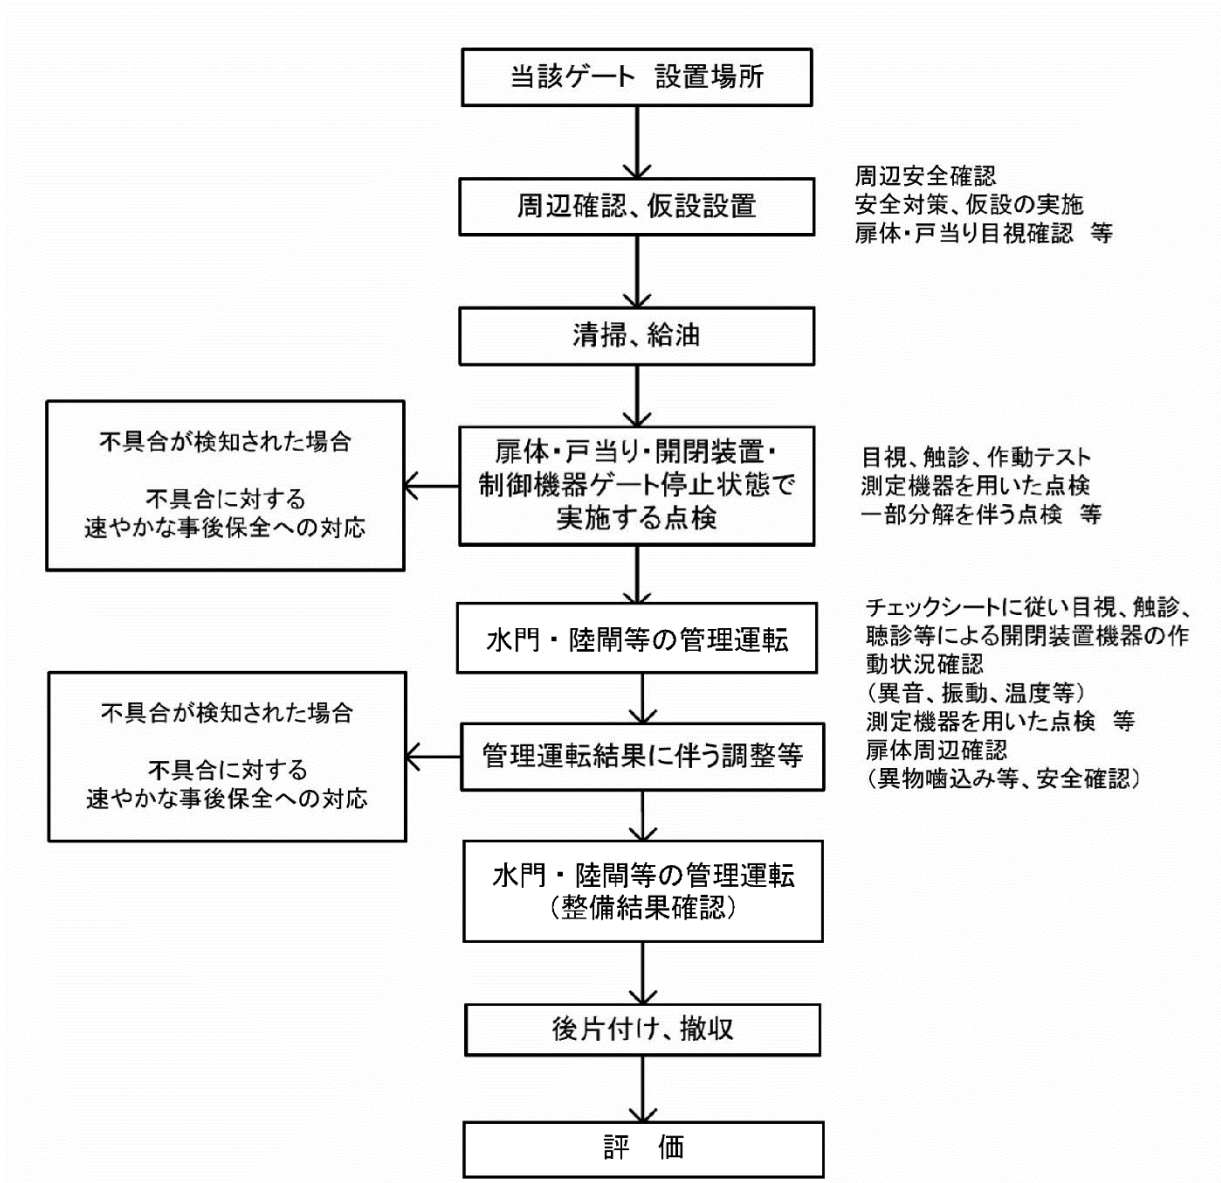 当該ゲート　設置場所
周辺確認、仮設設置
周辺安全確認
安全対策、仮設の実施
扉体・戸当り目視確認　等
清掃、給油
不具合が検知された場合
不具合に対する
速やかな事後保全への対応
扉体・戸当り・開閉装置・
制御機器ゲート停止状態で
実施する点検
目視、触診、作動テスト
測定機器を用いた点検
一部分解を伴う点検　等
水門・陸閘等の管理運転
チェックシートに従い目視、触診、
聴診等による開閉装置機器の作
動状況確認
(異音、振動、温度等)
測定機器を用いた点検　等
扉体周辺確認
(異物噛込み等、安全確認)
不具合が検知された場合
不具合に対する
速やかな事後保全への対応
管理運転結果に伴う調整等
水門・陸閘等の管理運転
(整備結果確認)
後片付け、撤収
評　価